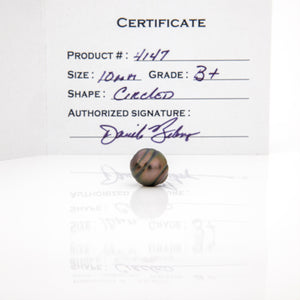 CERTIFICATE
PRODUCT #: 4147
SIZE: 10mm GRADE: B+
SHAPE: CIRCLED
AUTHORIZED SIGNATURE: